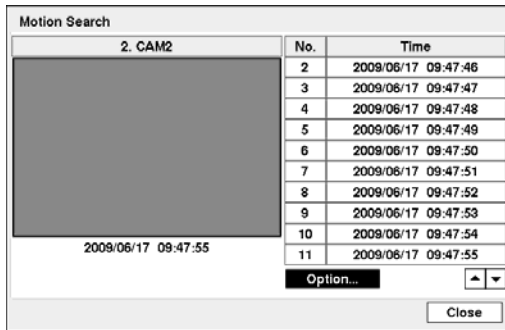 Motion Search
2. CAM2 No. Time
2 2009/06/17 09:47:46
3 2009/06/17 09:47:47
4 2009/06/17 09:47:48
5 2009/06/17 09:47:49
6 2009/06/17 09:47:50
7 2009/06/17 09:47:51
8 2009/06/17 09:47:52
9 2009/06/17 09:47:53
10 2009/06/17 09:47:54
11 2009/06/17 09:47:55
2009/06/17 09:47:55
Option...
Close